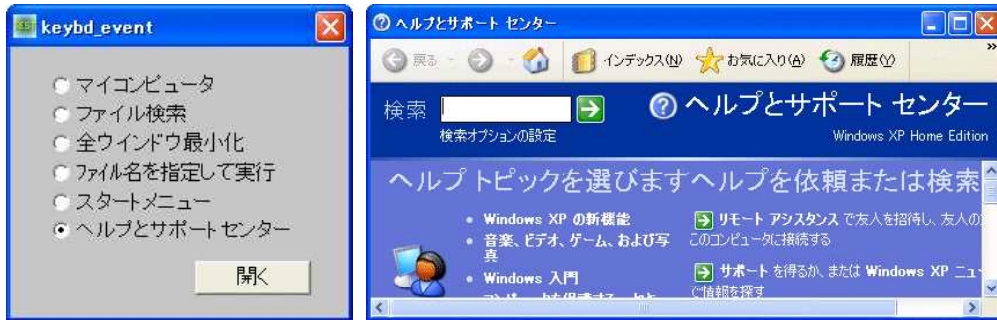 keybd_event
マイコンピュータ
ファイル検索
全ウインドウ最小化
ファイル名を指定して実行
スタートメニュー
ヘルプとサポートセンター
開く
ヘルプとサポート センター
戻る インデックス(N) お気に入り(A) 履歴(Y) »
検索 ヘルプとサポート センター
検索オプションの設定 Windows XP Home Edition
ヘルプ トピックを選びます ヘルプを依頼または検索
• Windows XP の新機能
• 音楽、ビデオ、ゲーム、および写真
• Windows 入門
リモート アシスタンス で友人を招待し、友人の
このコンピュータに接続する
サポート を得るか、または Windows XP ニュー
で情報を探す